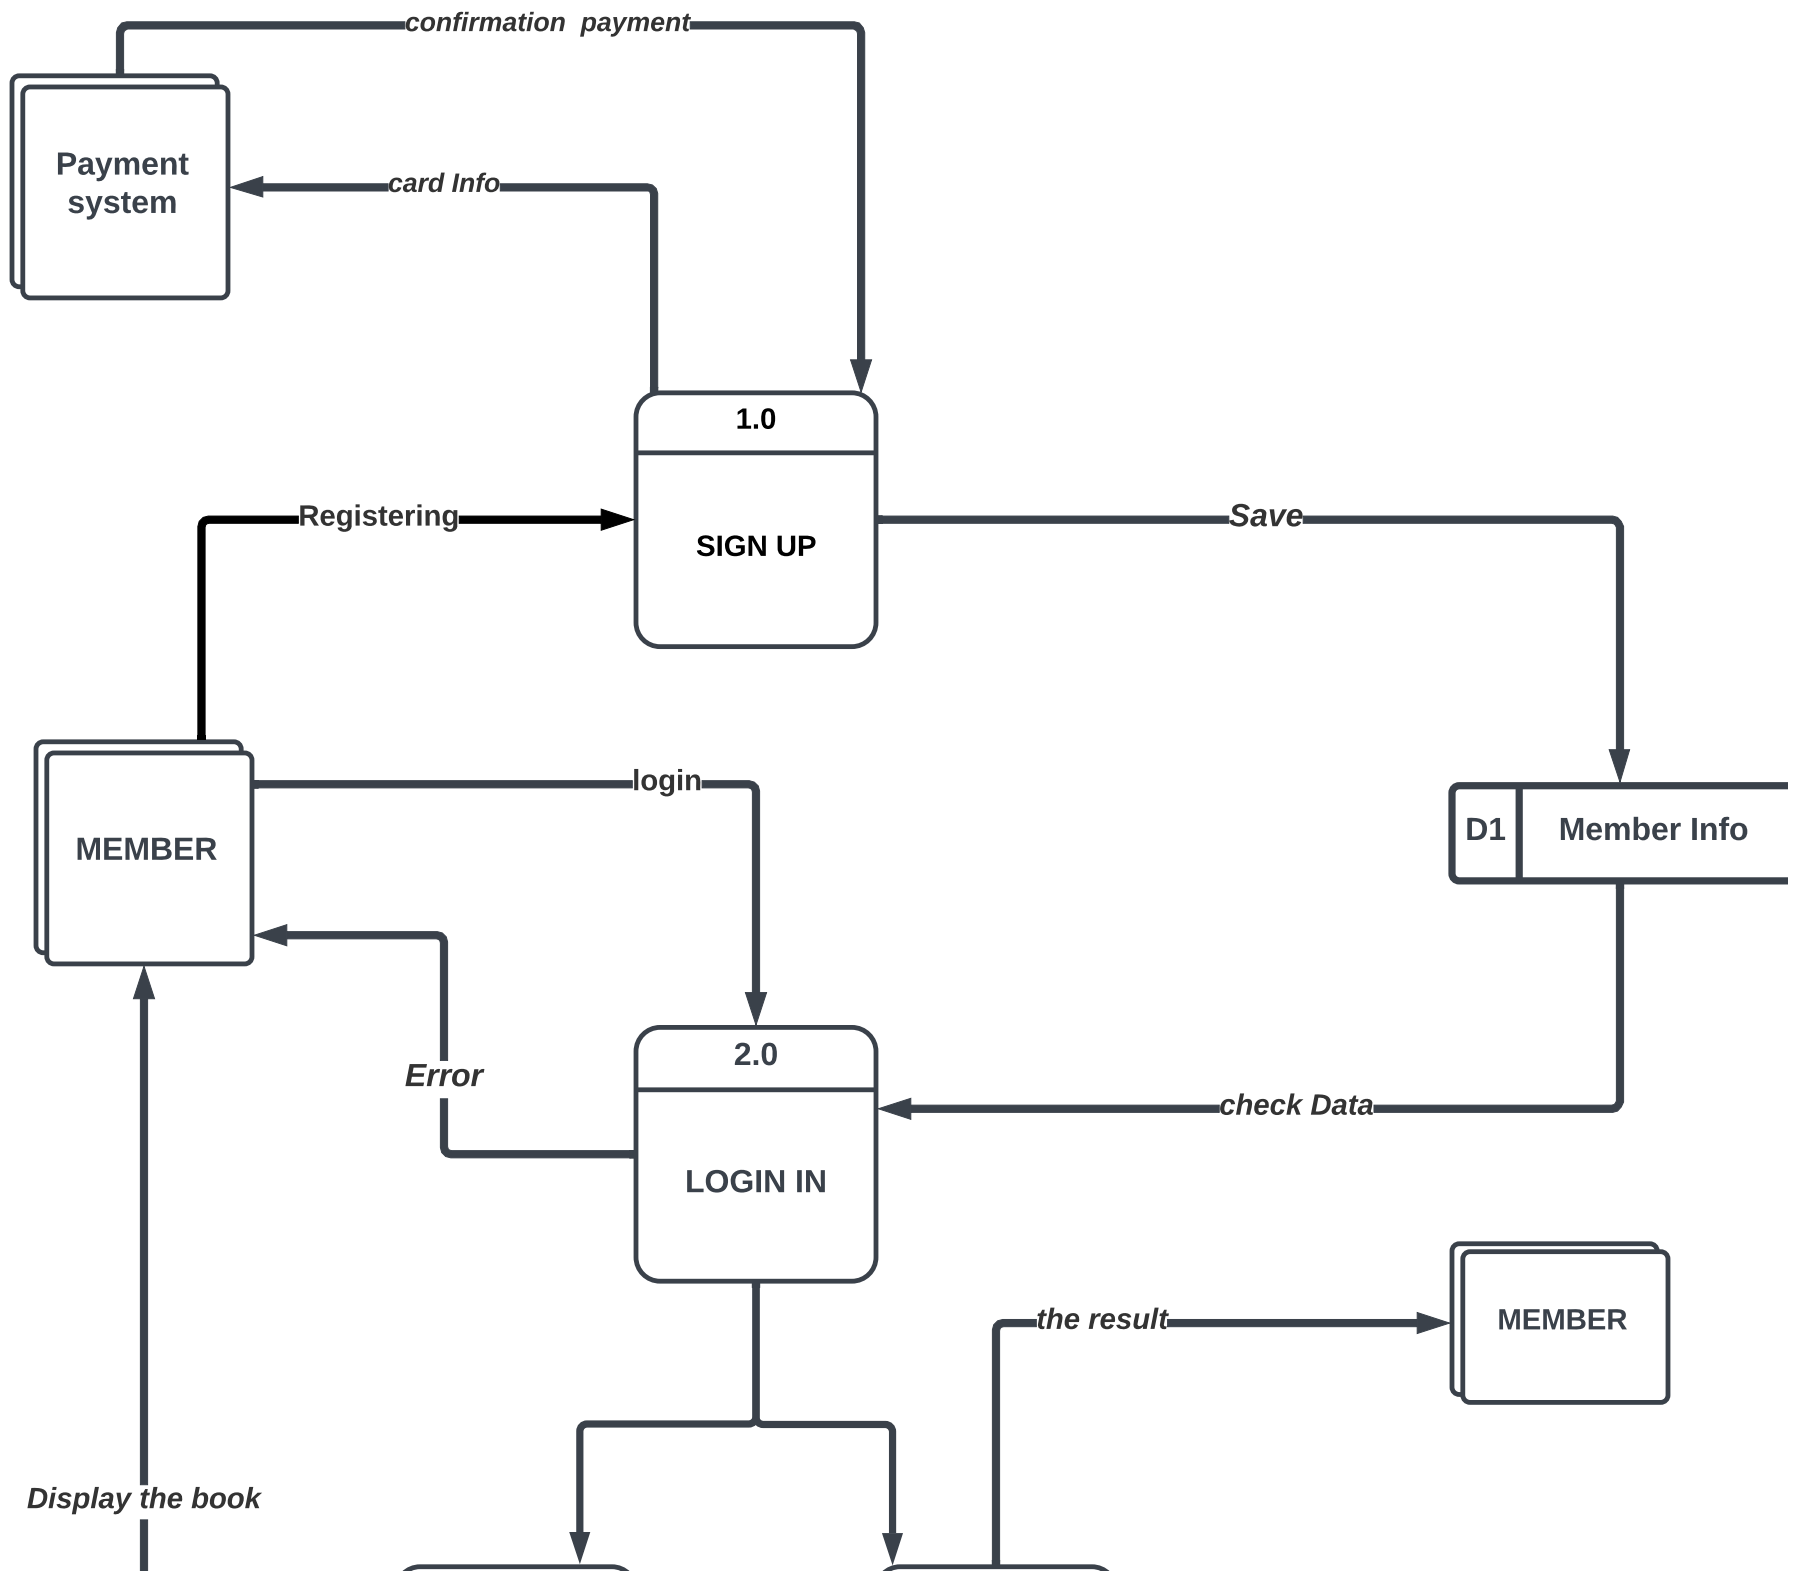 confirmation  payment
Payment
system
card Info
1.0
SIGN UP
Registering
Save
MEMBER
login
D1
Member Info
Error
2.0
LOGIN IN
check Data
the result
MEMBER
Display the book